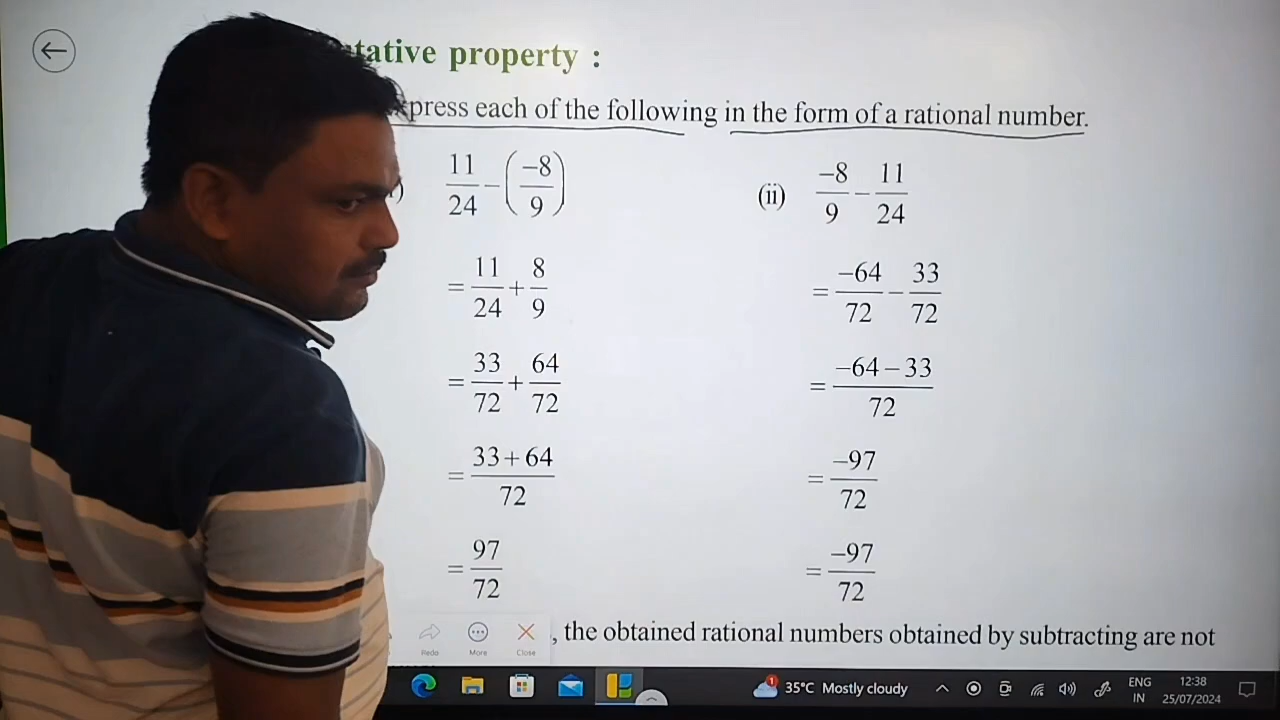 property :
each of the following in the form of a rational number.
11/24 − (−8/9)
= 11/24 + 8/9
= 33/72 + 64/72
= 33 + 64/72
= 97/72
(ii) −8/9 − 11/24
= −64/72 − 33/72
= −64 − 33/72
= −97/72
= −97/72
, the obtained rational numbers obtained by subtracting are not
Redo More Close
1 35°C Mostly cloudy ENG IN 12:38 25/07/2024